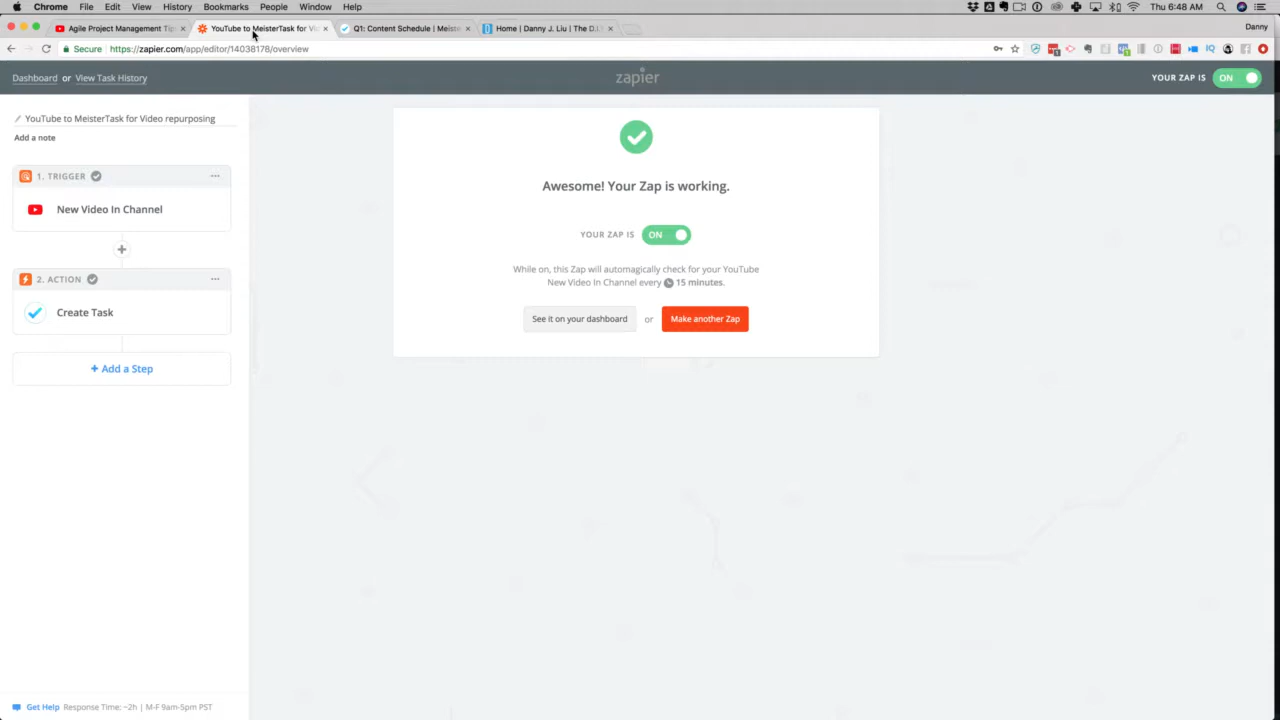 Chrome File Edit View History Bookmarks People Window Help Thu 6:48 AM Danny
Agile Project Management Tip
YouTube to MeisterTask for Vid
Q1: Content Schedule | Meiste
Home | Danny J. Liu | The D.I.
Danny
Secure https://zapier.com/app/editor/14038178/overview
Dashboard or View Task History
zapier
YOUR ZAP IS ON
YouTube to MeisterTask for Video repurposing
Add a note
1. TRIGGER
New Video In Channel
2. ACTION
Create Task
+ Add a Step
Awesome! Your Zap is working.
YOUR ZAP IS ON
While on, this Zap will automagically check for your YouTube
New Video In Channel every 15 minutes.
See it on your dashboard or Make another Zap
Get Help Response Time: ~2h | M-F 9am-5pm PST